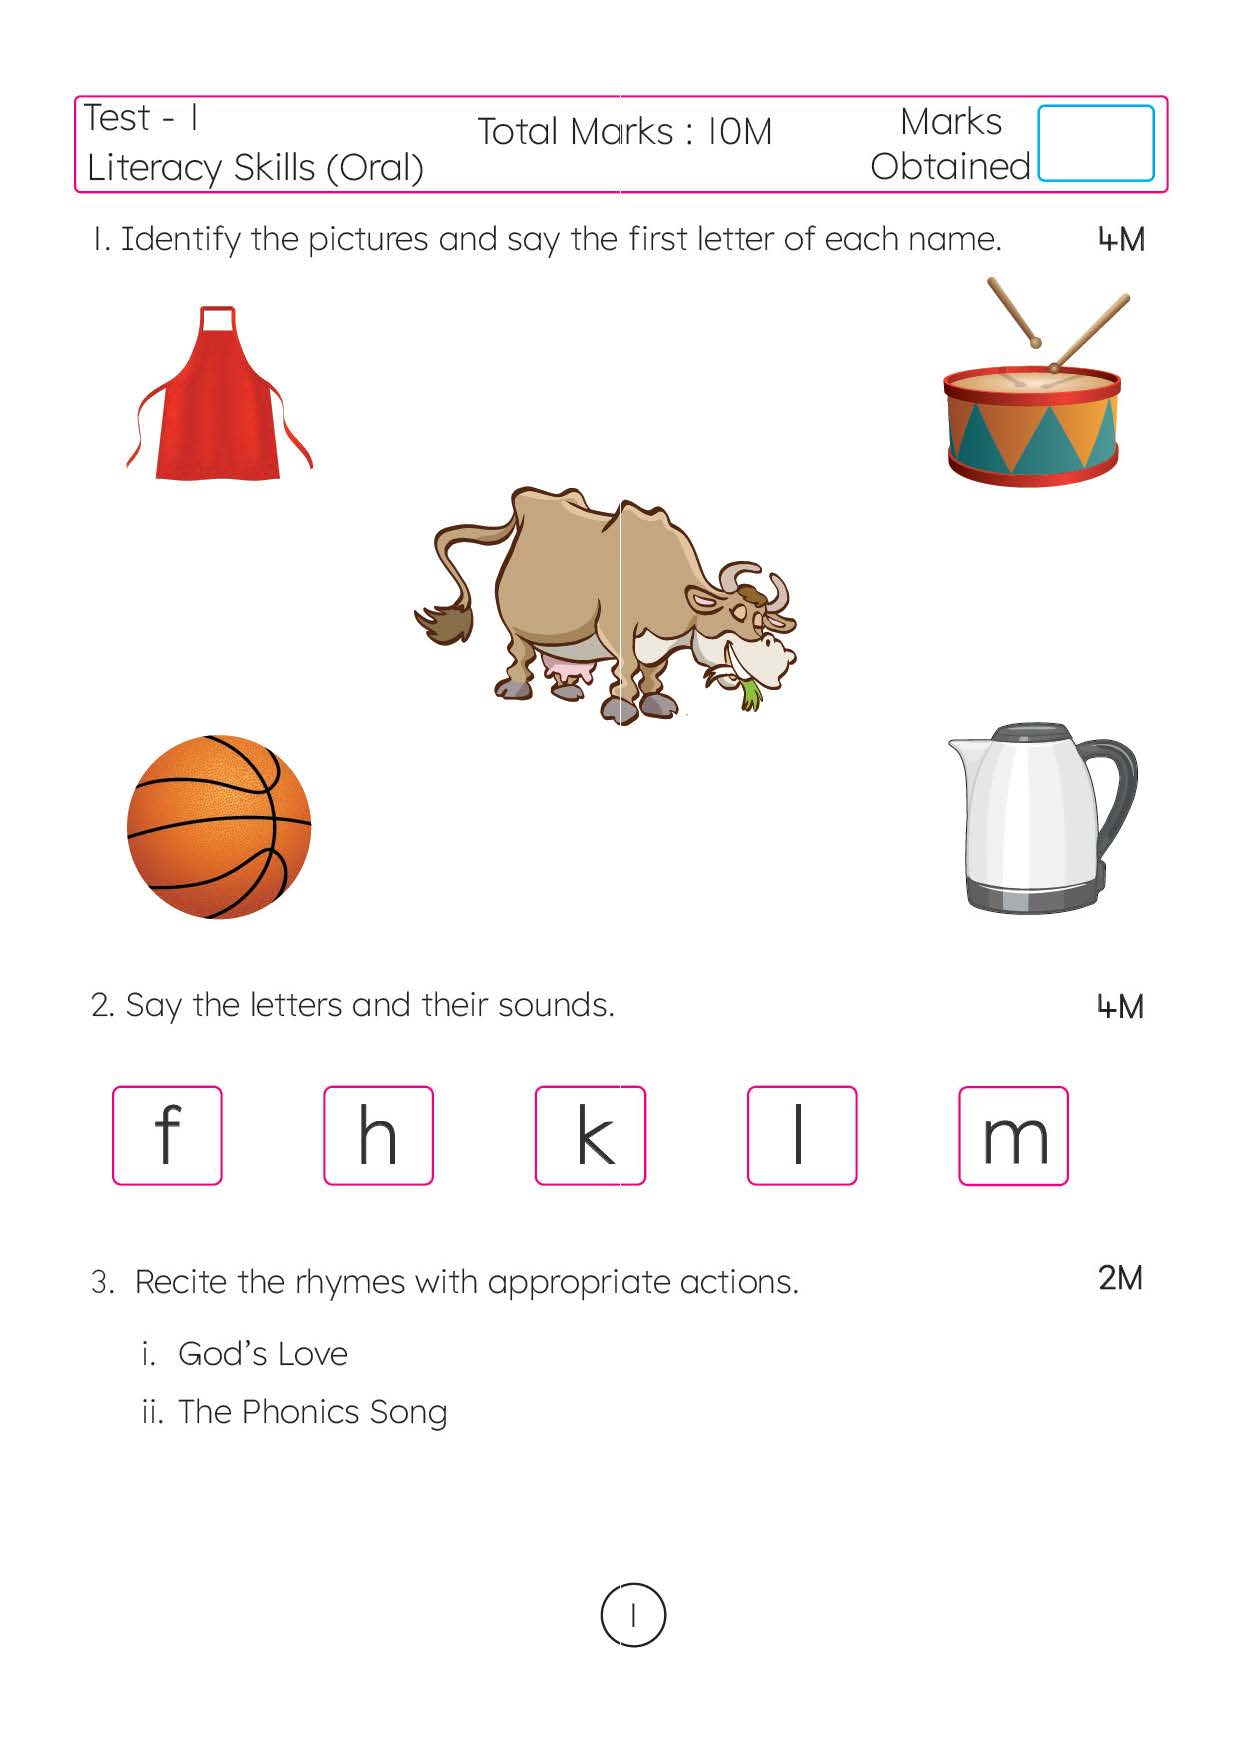 Test - 1
Literacy Skills (Oral)
Total Marks : 10M
Marks
Obtained
1. Identify the pictures and say the first letter of each name. 4M
2. Say the letters and their sounds. 4M
f h k l m
3. Recite the rhymes with appropriate actions. 2M
i. God’s Love
ii. The Phonics Song
1